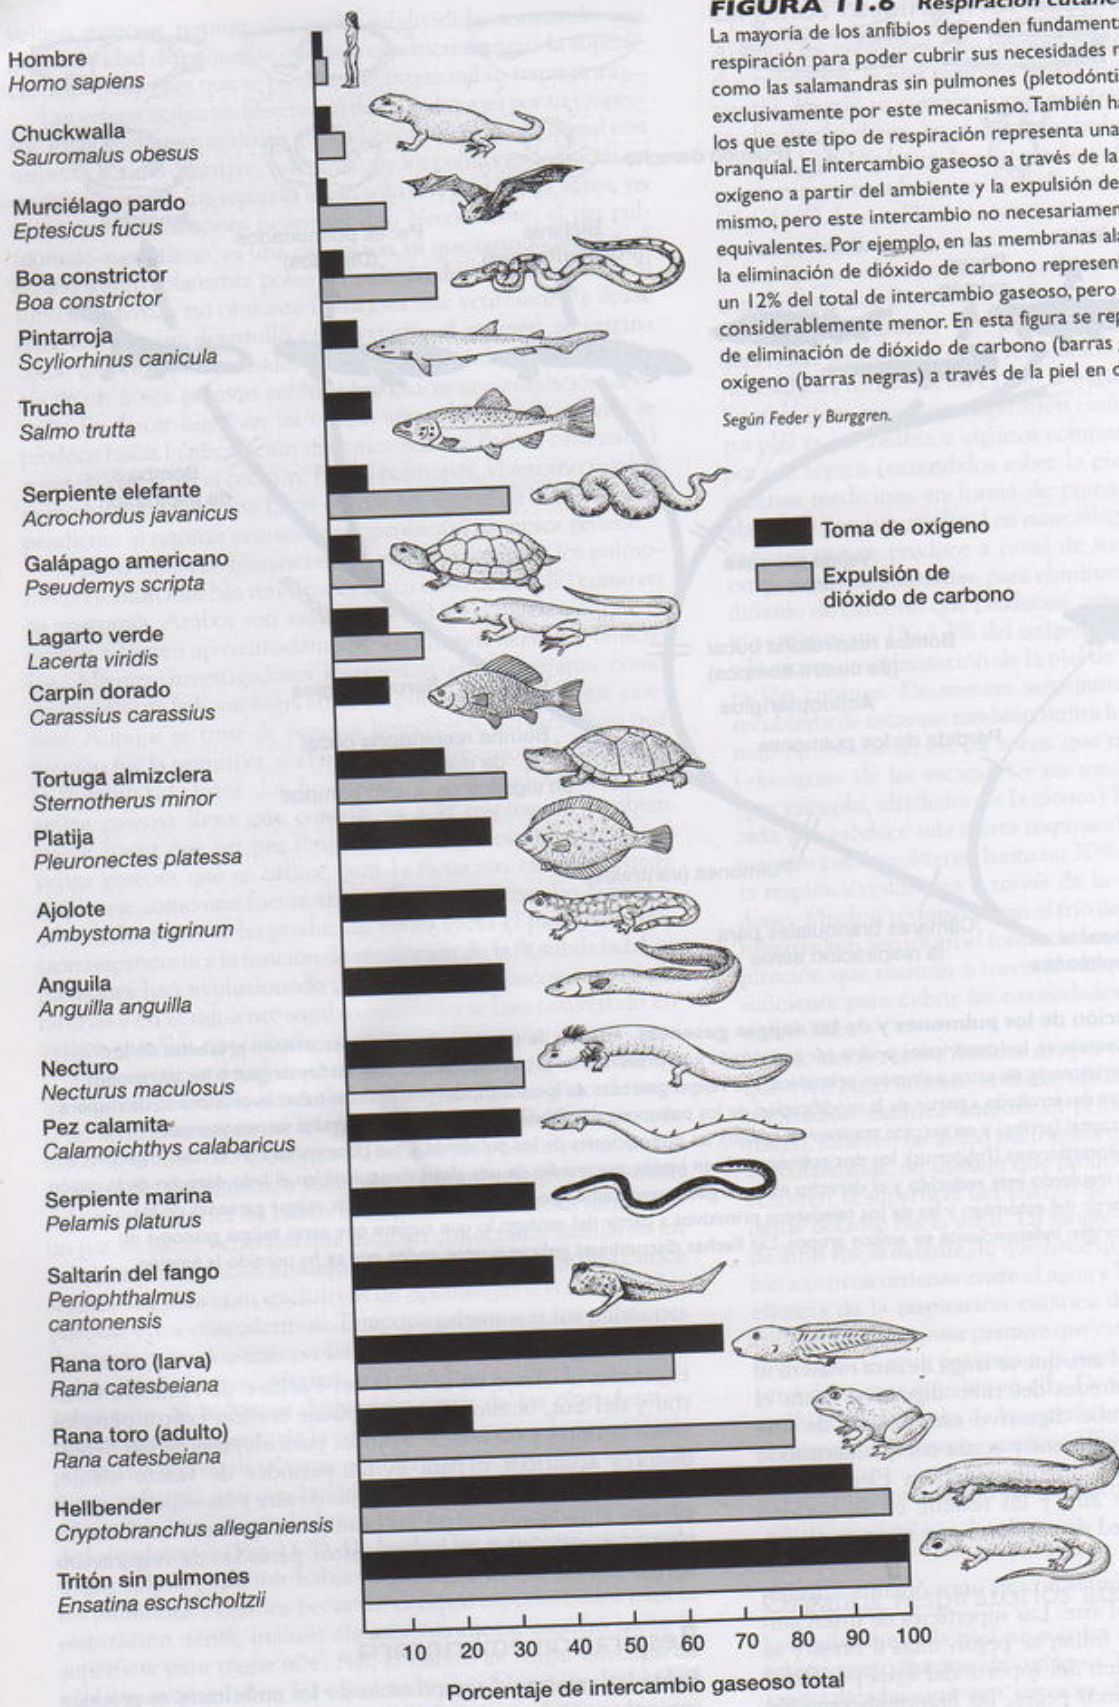 FIGURA 11.6 Respiración
La mayoría de los anfibios dependen
respiración para poder cubrir sus necesidades
como las salamandras sin pulmones
exclusivamente por este mecanismo. También
los que este tipo de respiración representa una
branquial. El intercambio gaseoso a través de la
oxígeno a partir del ambiente y la expulsión de
mismo, pero este intercambio no
equivalentes. Por ejemplo, en las membranas
la eliminación de dióxido de carbono
un 12% del total de intercambio gaseoso, pero
considerablemente menor. En esta figura se
de eliminación de dióxido de carbono (barras
oxígeno (barras negras) a través de la piel en
Según Feder y Burggren.
Toma de oxígeno
Expulsión de
dióxido de carbono
Hombre
Homo sapiens
Chuckwalla
Sauromalus obesus
Murciélago pardo
Eptesicus fucus
Boa constrictor
Boa constrictor
Pintarroja
Scyliorhinus canicula
Trucha
Salmo trutta
Serpiente elefante
Acrochordus javanicus
Galápago americano
Pseudemys scripta
Lagarto verde
Lacerta viridis
Carpín dorado
Carassius carassius
Tortuga almizclera
Sternotherus minor
Platija
Pleuronectes platessa
Ajolote
Ambystoma tigrinum
Anguila
Anguilla anguilla
Necturo
Necturus maculosus
Pez calamita
Calamoichthys calabaricus
Serpiente marina
Pelamis platurus
Saltarín del fango
Periophthalmus
cantonensis
Rana toro (larva)
Rana catesbeiana
Rana toro (adulto)
Rana catesbeiana
Hellbender
Cryptobranchus alleganiensis
Tritón sin pulmones
Ensatina eschscholtzii
10 20 30 40 50 60 70 80 90 100
Porcentaje de intercambio gaseoso total